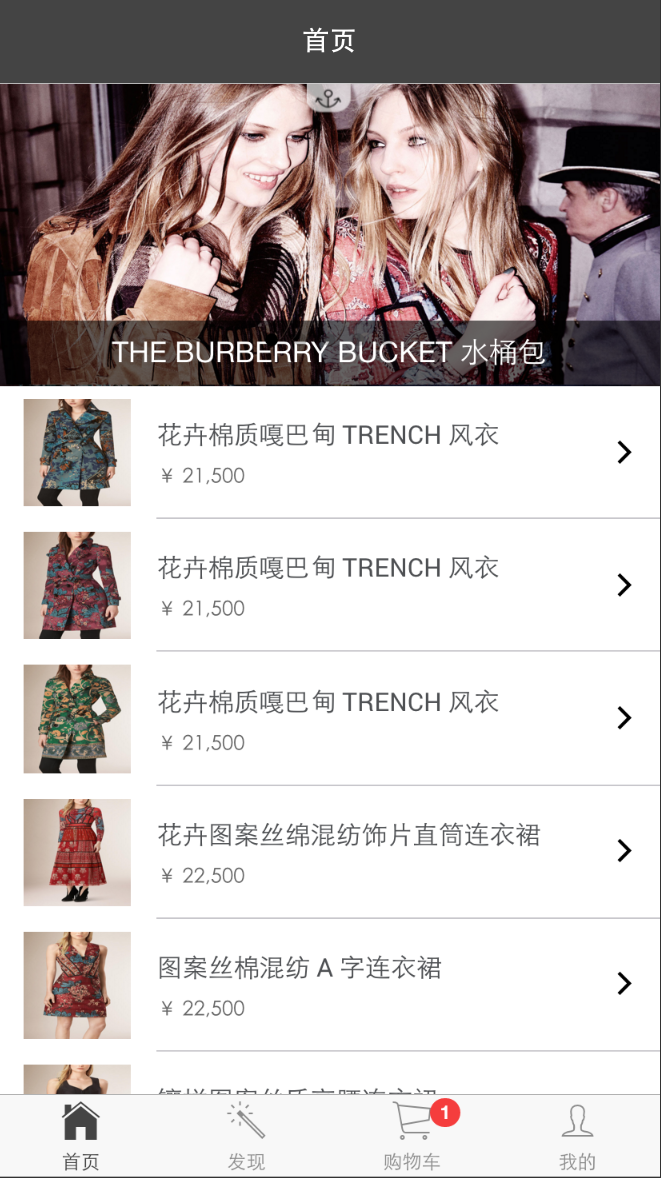 首页
THE BURBERRY BUCKET 水桶包
花卉棉质嘎巴甸 TRENCH 风衣
¥ 21,500
花卉棉质嘎巴甸 TRENCH 风衣
¥ 21,500
花卉棉质嘎巴甸 TRENCH 风衣
¥ 21,500
花卉图案丝绵混纺饰片直筒连衣裙
¥ 22,500
图案丝棉混纺 A 字连衣裙
¥ 22,500
1
首页
发现
购物车
我的